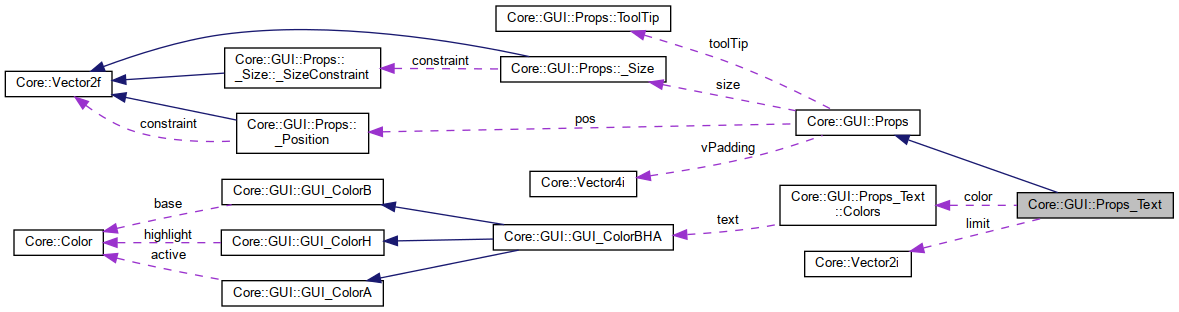 Core::GUI::Props::ToolTip
toolTip
Core::GUI::Props::
_Size::_SizeConstraint
constraint
Core::GUI::Props::_Size
size
Core::Vector2f
constraint
Core::GUI::Props::
_Position
pos
Core::GUI::Props
vPadding
Core::Vector4i
Core::GUI::GUI_ColorB
base
Core::Color
highlight
Core::GUI::GUI_ColorH
active
Core::GUI::GUI_ColorA
Core::GUI::GUI_ColorBHA
text
Core::GUI::Props_Text
::Colors
color
Core::GUI::Props_Text
limit
Core::Vector2i